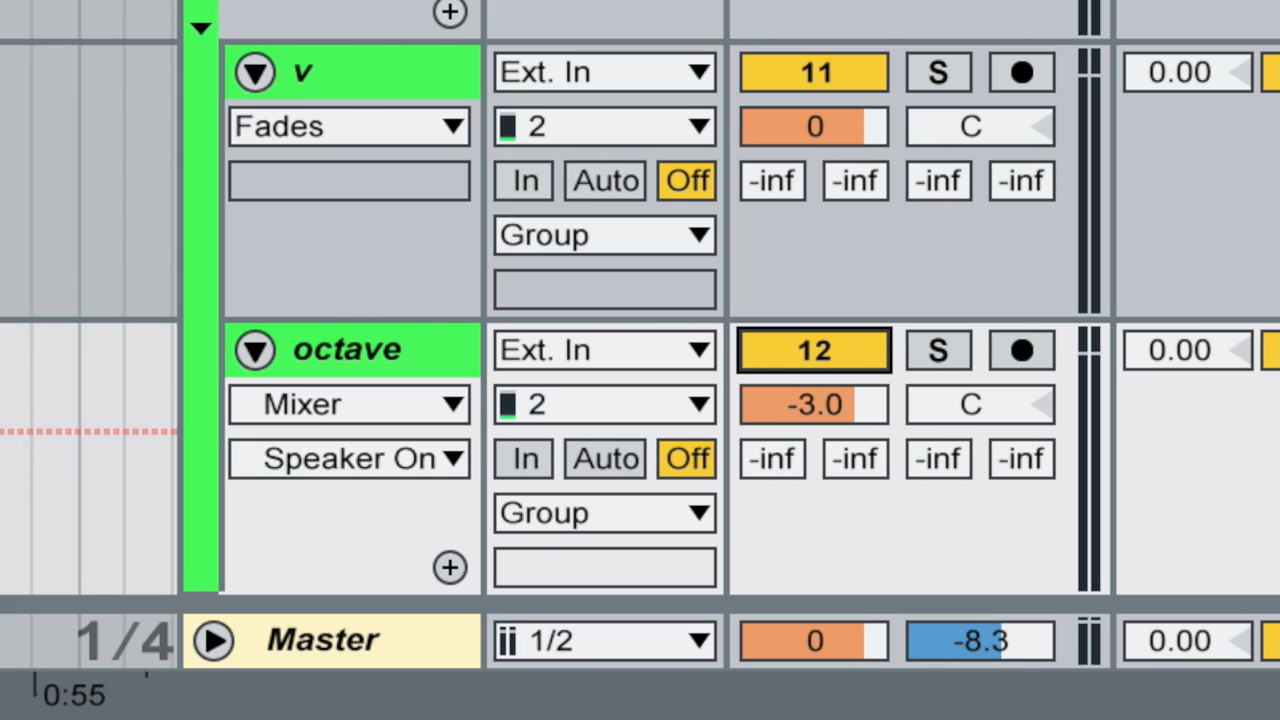 v Ext. In 11 S 0.00
Fades 2 0 C
In Auto Off -inf -inf -inf -inf
Group
octave Ext. In 12 S 0.00
Mixer 2 -3.0 C
Speaker On In Auto Off -inf -inf -inf -inf
Group
1/4 Master 1/2 0 -8.3 0.00
0:55